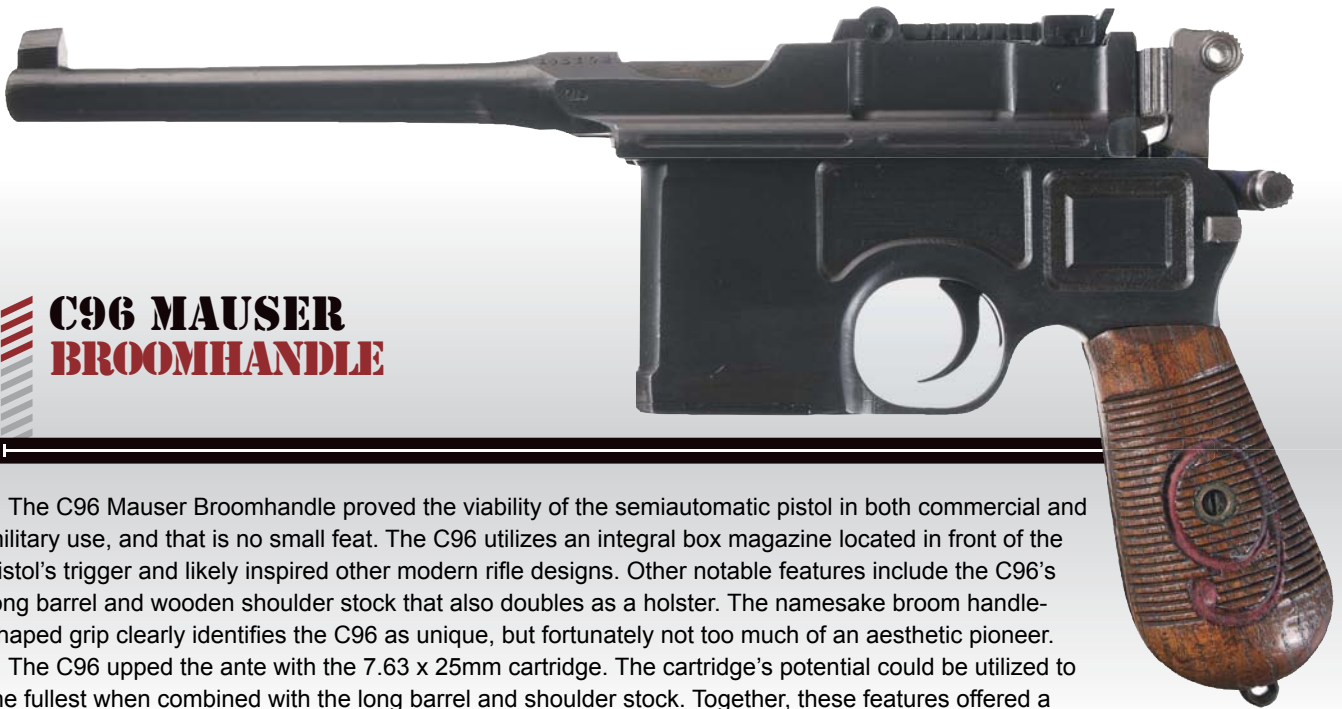 C96 MAUSER
BROOMHANDLE
The C96 Mauser Broomhandle proved the viability of the semiautomatic pistol in both commercial and
military use, and that is no small feat. The C96 utilizes an integral box magazine located in front of the
istol's trigger and likely inspired other modern rifle designs. Other notable features include the C96's
ong barrel and wooden shoulder stock that also doubles as a holster. The namesake broom handle-
haped grip clearly identifies the C96 as unique, but fortunately not too much of an aesthetic pioneer.
The C96 upped the ante with the 7.63 x 25mm cartridge. The cartridge's potential could be utilized to
he fullest when combined with the long barrel and shoulder stock. Together, these features offered a
9